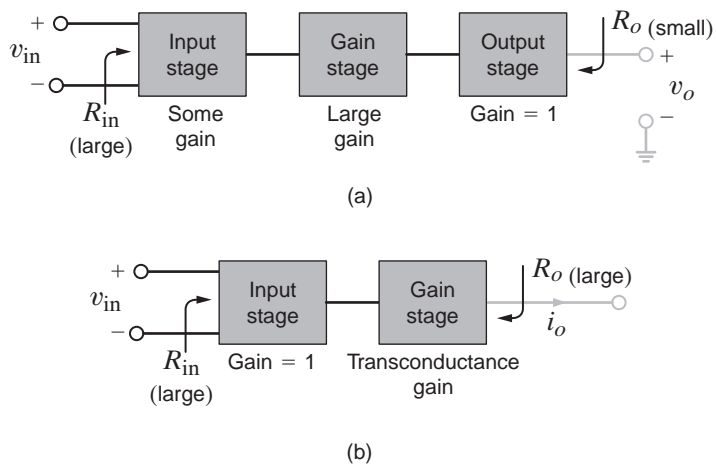 +
v_in
−
R_in
(large)
Input
stage
Some
gain
Gain
stage
Large
gain
Output
stage
Gain = 1
R_o (small)
+
v_o
−
(a)
+
v_in
−
R_in
(large)
Input
stage
Gain = 1
Gain
stage
Transconductance
gain
R_o (large)
i_o
(b)